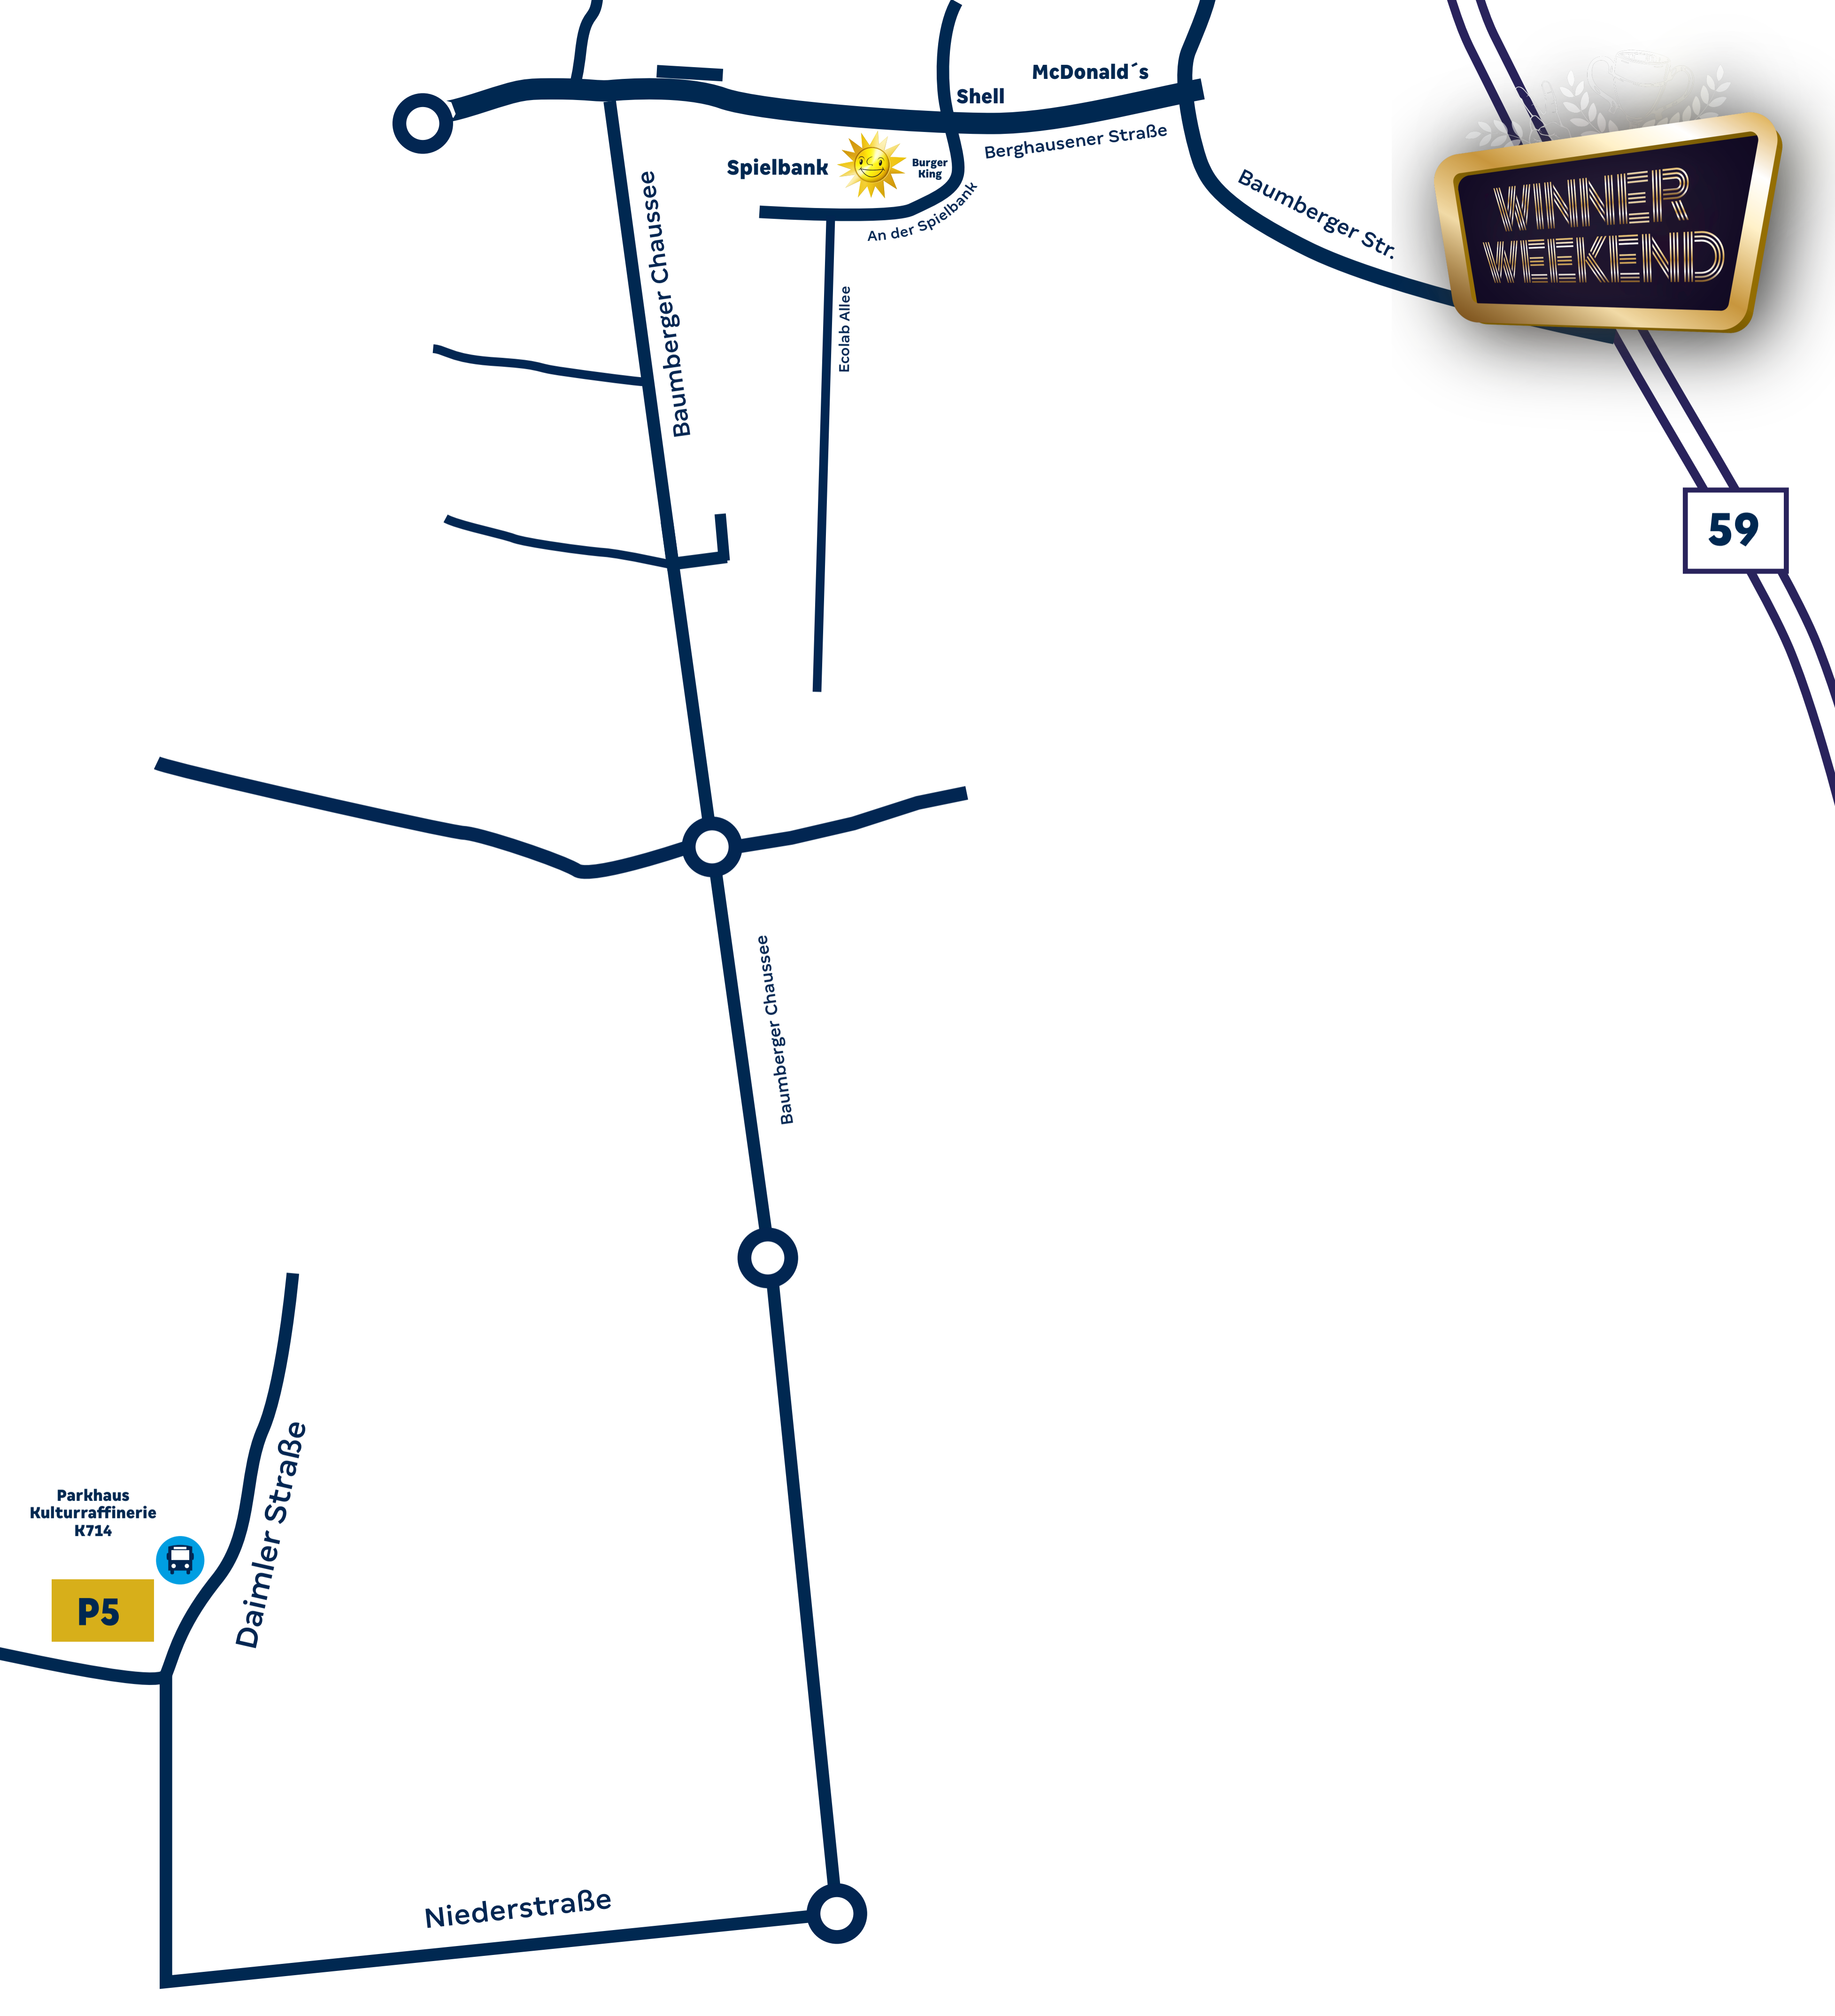 McDonald´s
Shell
Berghausener Straße
Spielbank
Burger
King
An der Spielbank
Baumberger Str.
WINNER
WEEKEND
Baumberger Chaussee
Ecolab Allee
59
Baumberger Chaussee
Daimler Straße
Parkhaus
Kulturraffinerie
K714
P5
Niederstraße